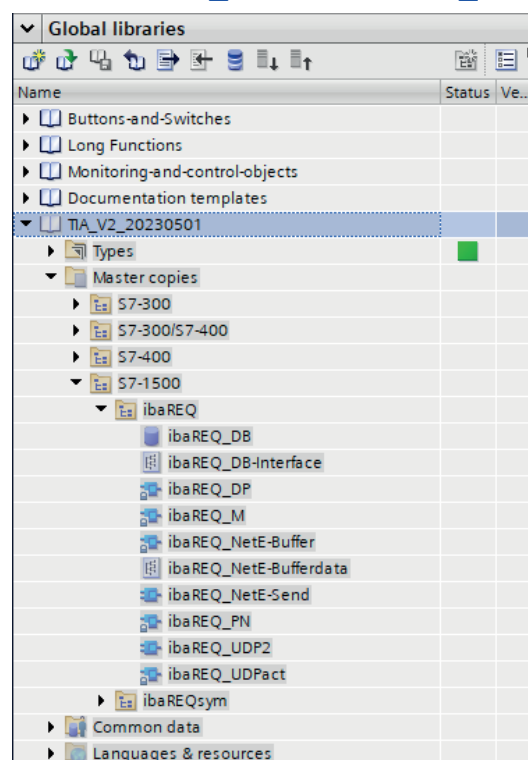 Global libraries
Name Status Ve...
Buttons-and-Switches
Long Functions
Monitoring-and-control-objects
Documentation templates
TIA_V2_20230501
Types
Master copies
S7-300
S7-300/S7-400
S7-400
S7-1500
ibaREQ
ibaREQ_DB
ibaREQ_DB-Interface
ibaREQ_DP
ibaREQ_M
ibaREQ_NetE-Buffer
ibaREQ_NetE-Bufferdata
ibaREQ_NetE-Send
ibaREQ_PN
ibaREQ_UDP2
ibaREQ_UDPact
ibaREQsym
Common data
Languages & resources